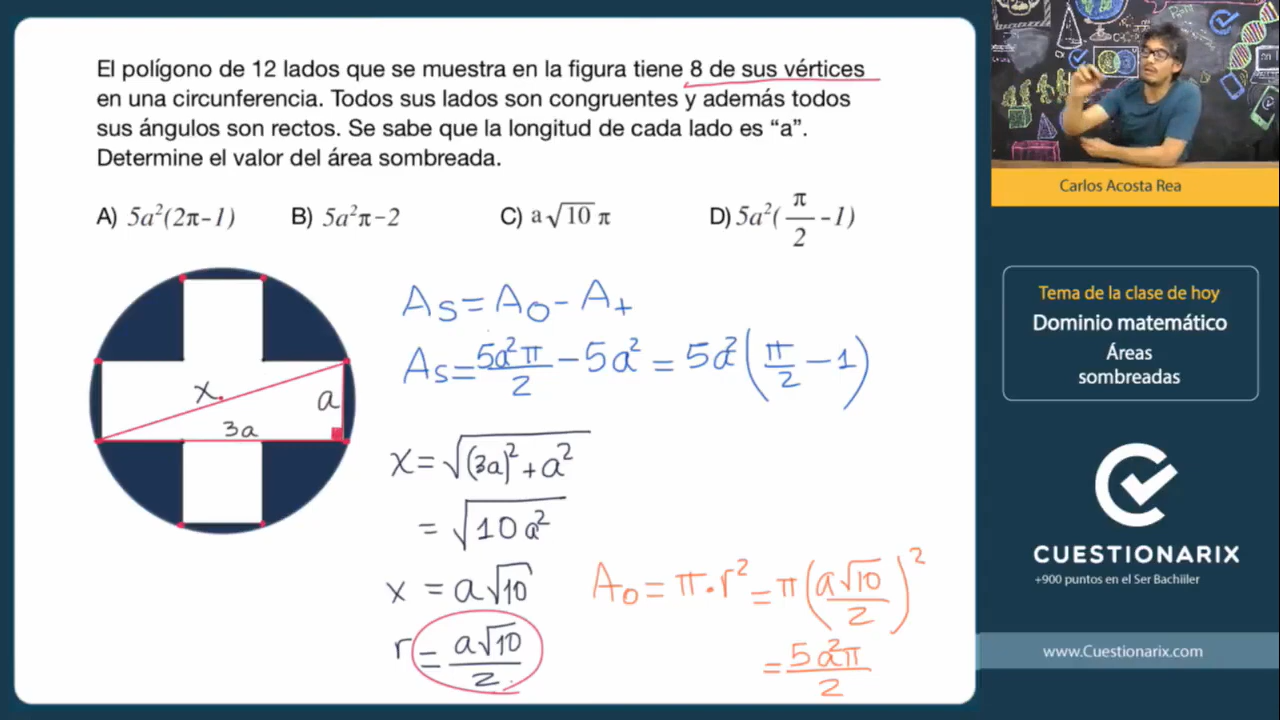 El polígono de 12 lados que se muestra en la figura tiene 8 de sus vértices
en una circunferencia. Todos sus lados son congruentes y además todos
sus ángulos son rectos. Se sabe que la longitud de cada lado es “a”.
Determine el valor del área sombreada.
A) 5a²(2π-1) B) 5a²π-2 C) a√10 π D) 5a²(π/2 -1)
x
a
3a
As = Ao - A+
As = 5a²π/2 - 5a² = 5a²(π/2 - 1)
x = √(3a)² + a²
= √10a²
x = a√10
r = a√10/2
Ao = π·r² = π(a√10/2)²
= 5a²π/2
Carlos Acosta Rea
Tema de la clase de hoy
Dominio matemático
Áreas
sombreadas
CUESTIONARIX
+900 puntos en el Ser Bachiller
www.Cuestionarix.com